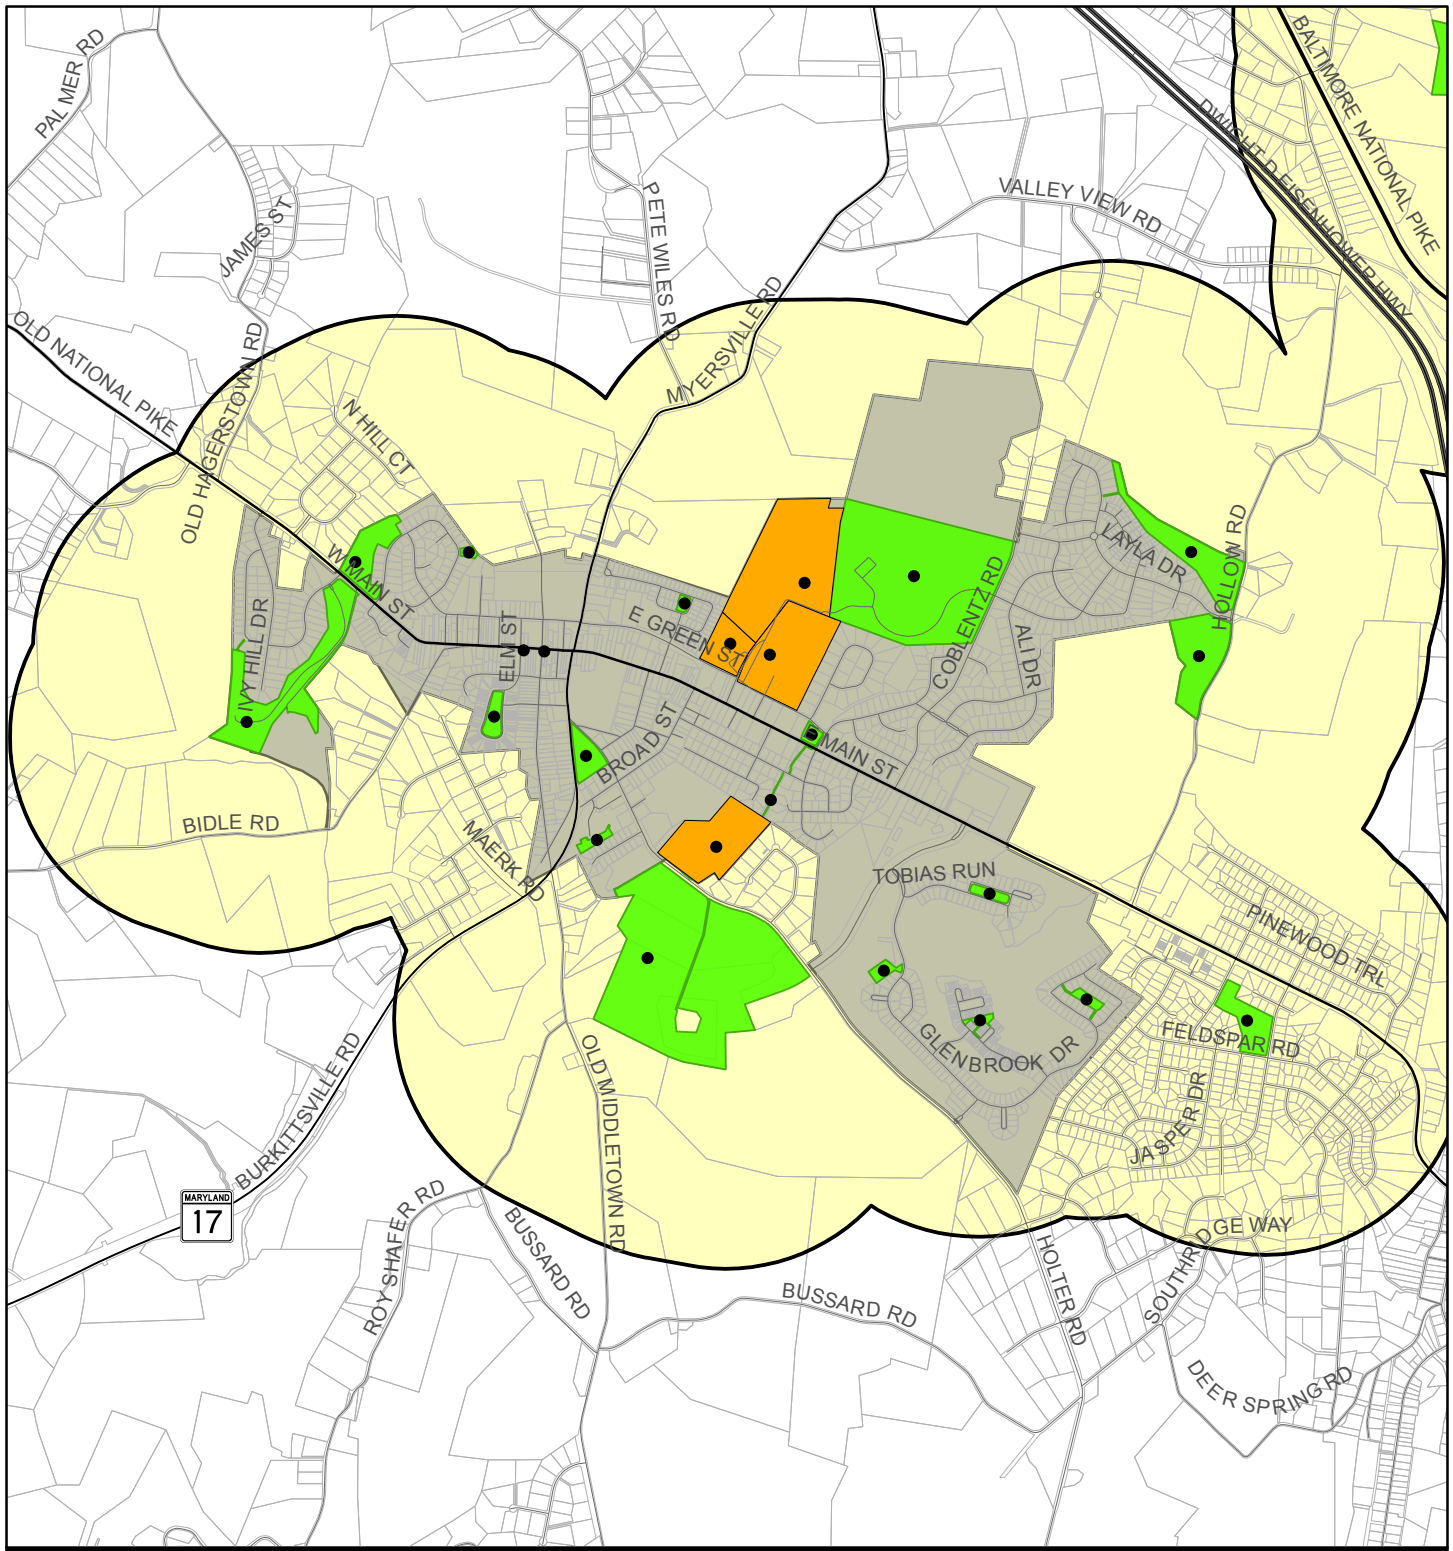 PALMER RD
BALTIMORE NATIONAL PIKE
DWIGHT D EISENHOWER HWY
VALLEY VIEW RD
PETE WILES RD
JAMES ST
MYERSVILLE RD
OLD NATIONAL PIKE
OLD HAGERSTOWN RD
N HILL CT
W MAIN ST
LAYLA DR
HOLLOW RD
COBLENTZ RD
ALI DR
E GREEN ST
ELM ST
IVY HILL DR
BROAD ST
E MAIN ST
BIDLE RD
MAERK RD
TOBIAS RUN
PINEWOOD TRL
GLENBROOK DR
FELDSPAR RD
JASPER DR
OLD MIDDLETOWN RD
BURKITTSVILLE RD
MARYLAND
17
ROY SHAFER RD
BUSSARD RD
BUSSARD RD
HOLTER RD
SOUTHRIDGE WAY
DEER SPRING RD